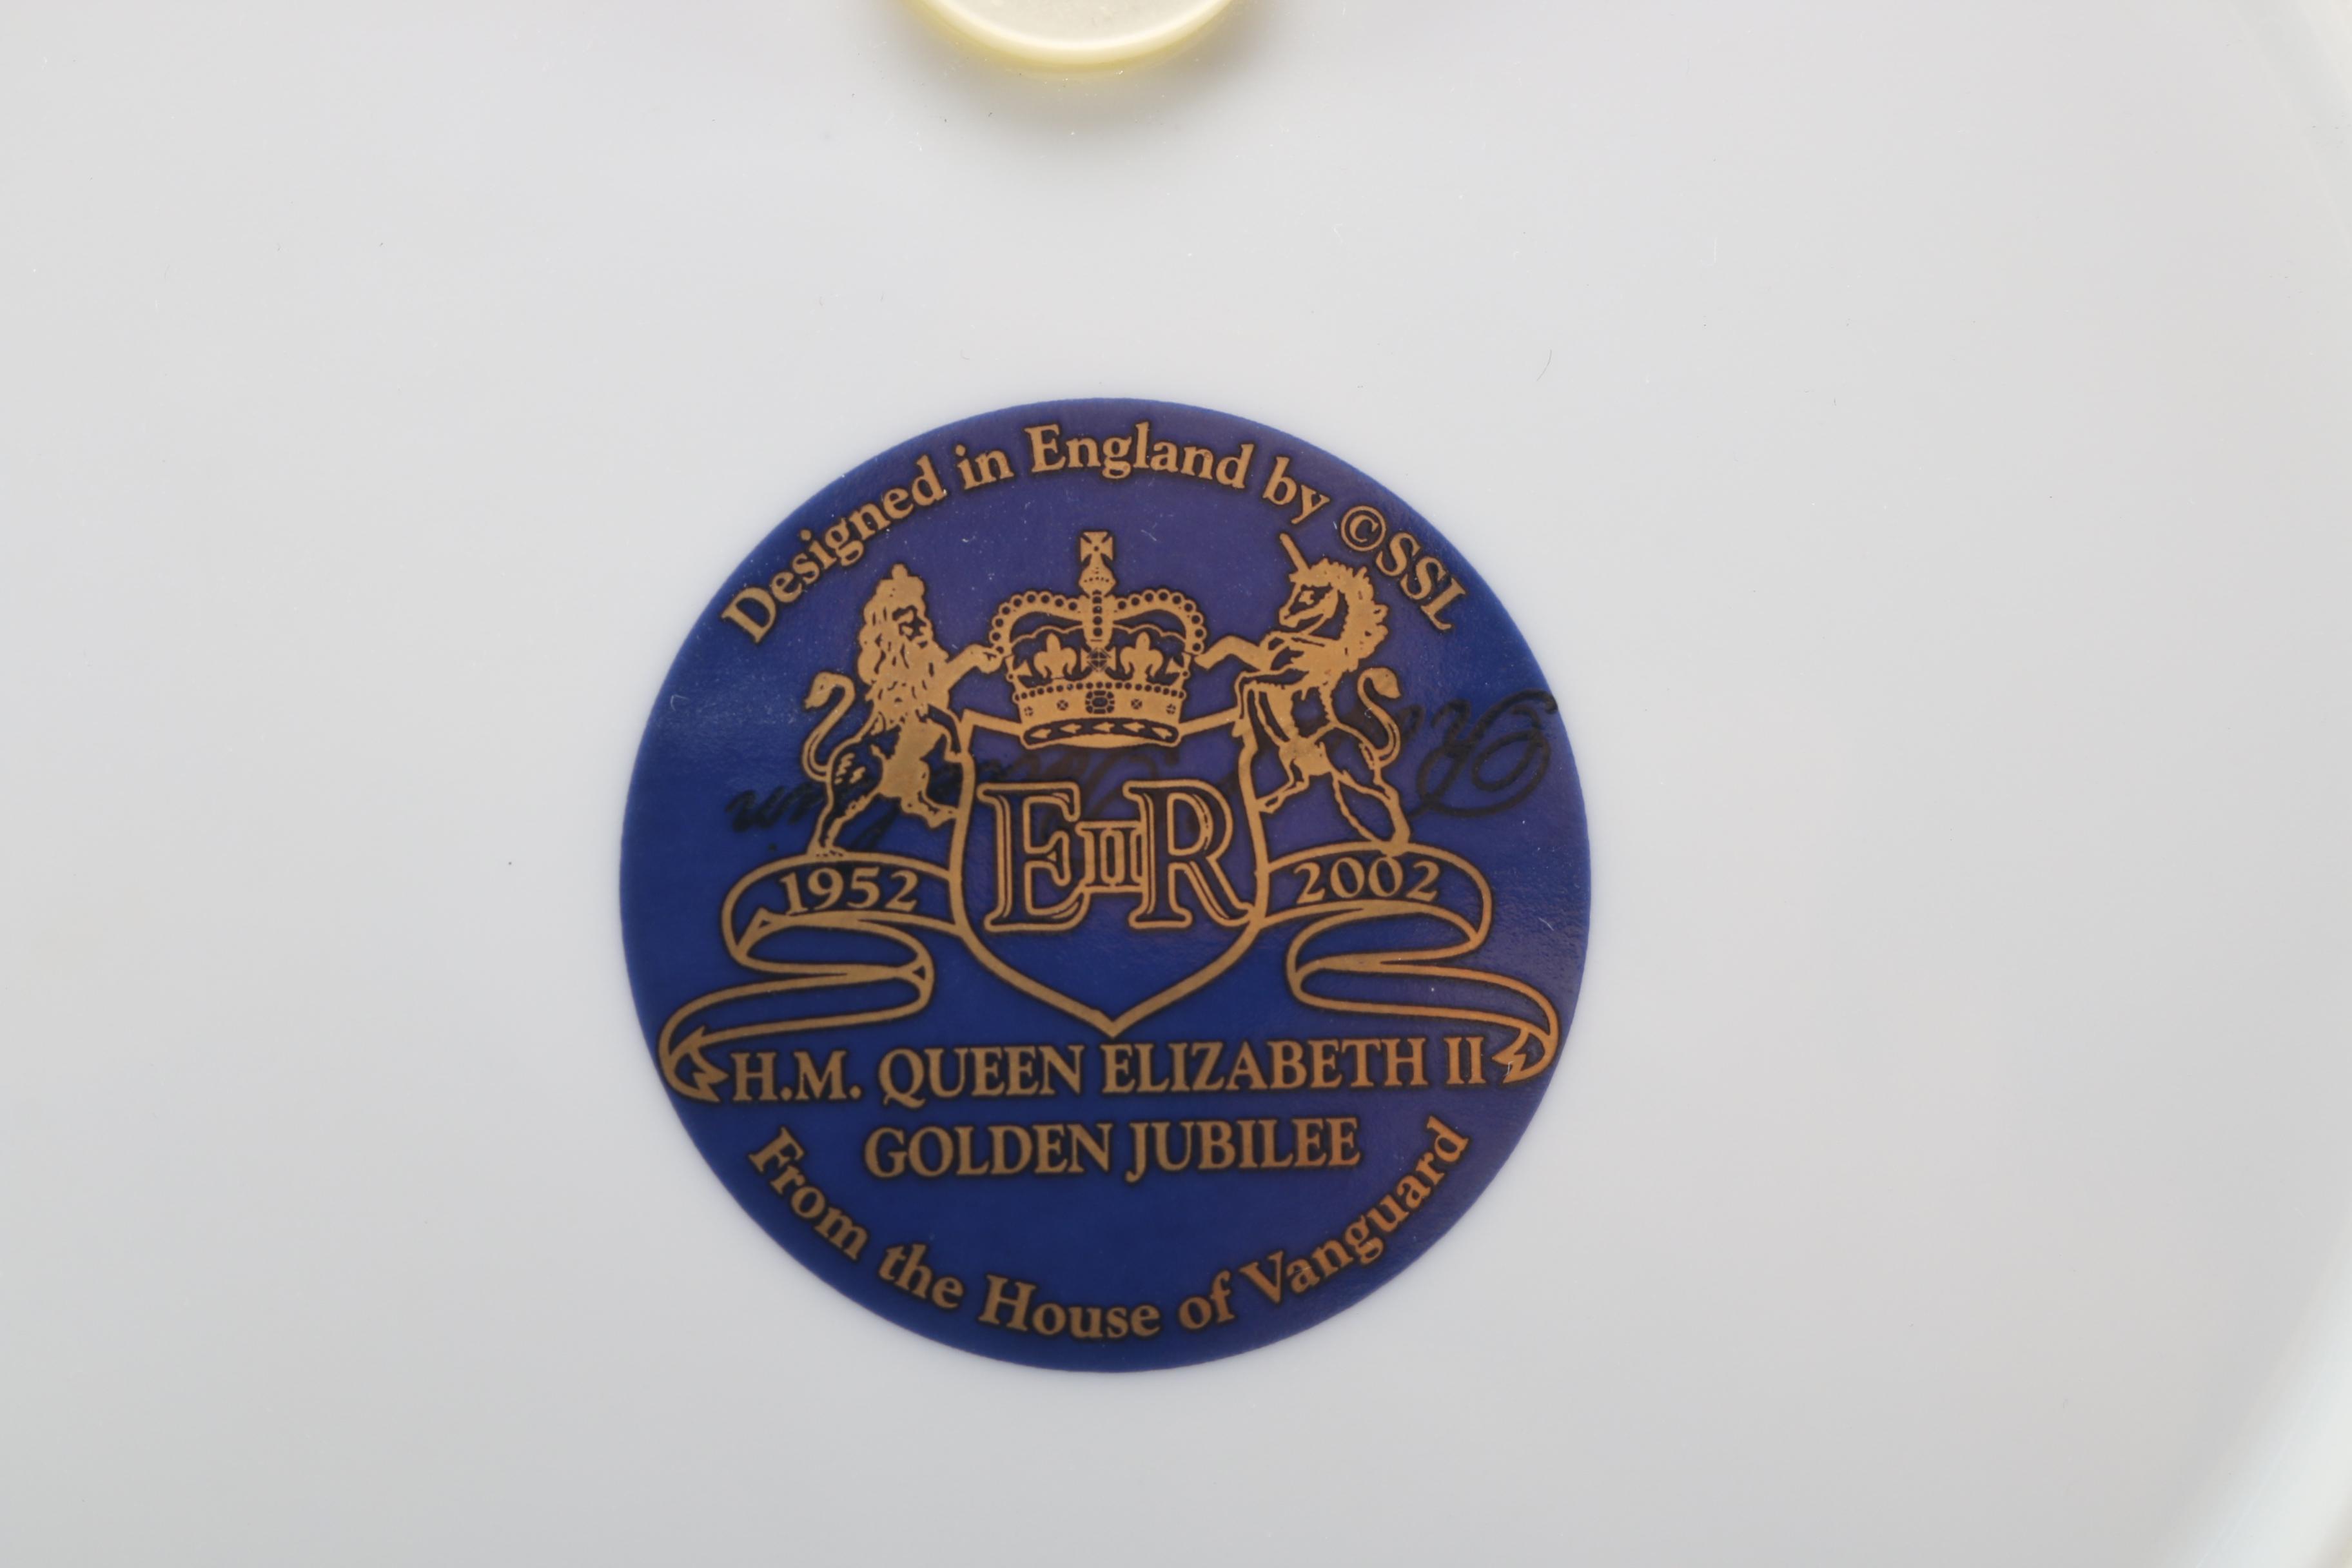 Designed in England by ©SSL
EIIR
1952 2002
H.M. QUEEN ELIZABETH II
GOLDEN JUBILEE
From the House of Vanguard